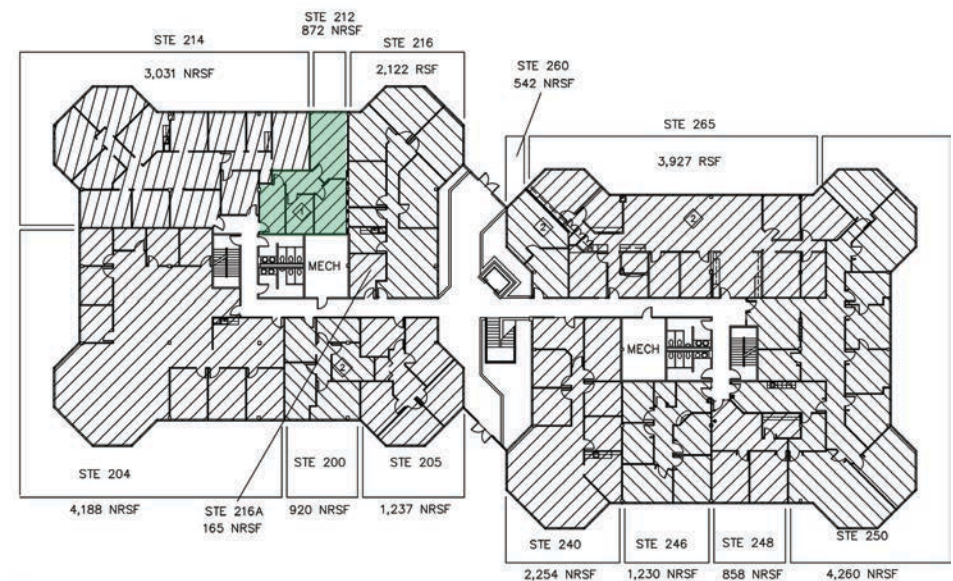 STE 212
872 NRSF
STE 214
3,031 NRSF
STE 216
2,122 RSF
STE 260
542 NRSF
STE 265
3,927 RSF
1
2
2
MECH
MECH
2
STE 204
4,188 NRSF
STE 216A
165 NRSF
STE 200
920 NRSF
STE 205
1,237 NRSF
STE 240
2,254 NRSF
STE 246
1,230 NRSF
STE 248
858 NRSF
STE 250
4,260 NRSF